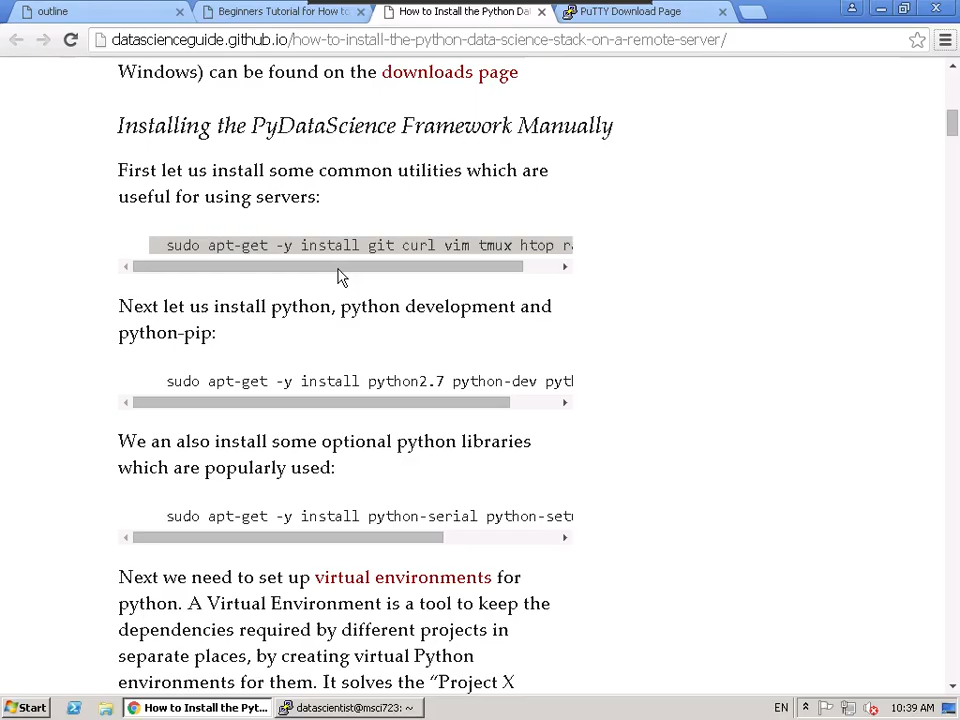 outline
Beginners Tutorial for How to
How to Install the Python Da
PuTTY Download Page
datascienceguide.github.io/how-to-install-the-python-data-science-stack-on-a-remote-server/
Windows) can be found on the downloads page
Installing the PyDataScience Framework Manually
First let us install some common utilities which are
useful for using servers:
sudo apt-get -y install git curl vim tmux htop ra
Next let us install python, python development and
python-pip:
sudo apt-get -y install python2.7 python-dev pyth
We an also install some optional python libraries
which are popularly used:
sudo apt-get -y install python-serial python-setu
Next we need to set up virtual environments for
python. A Virtual Environment is a tool to keep the
dependencies required by different projects in
separate places, by creating virtual Python
environments for them. It solves the “Project X
Start
How to Install the Pyt...
datascientist@msci723: ~
EN
10:39 AM